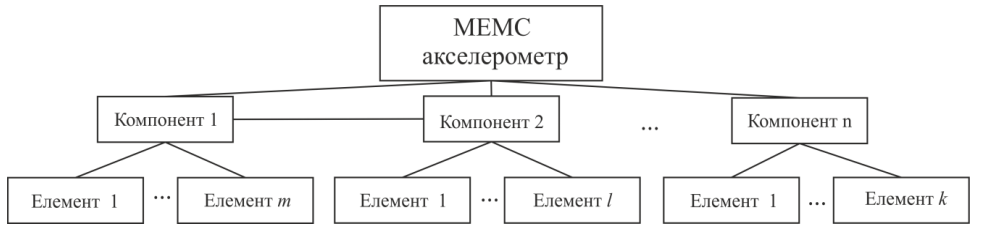 МЕМС
акселерометр
Компонент 1
Компонент 2
...
Компонент n
Елемент 1
...
Елемент m
Елемент 1
...
Елемент l
Елемент 1
...
Елемент k